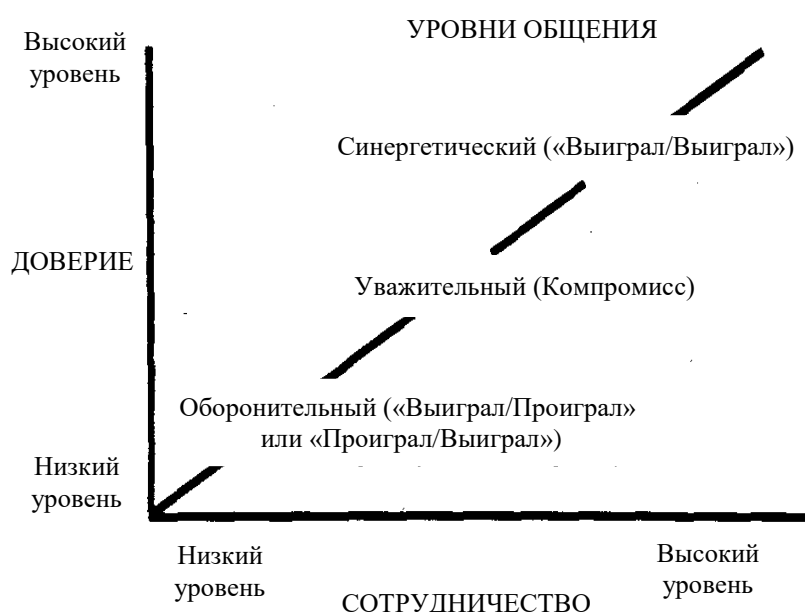 УРОВНИ ОБЩЕНИЯ
Высокий
уровень
Синергетический («Выиграл/Выиграл»)
ДОВЕРИЕ
Уважительный (Компромисс)
Оборонительный («Выиграл/Проиграл»
или «Проиграл/Выиграл»)
Низкий
уровень
Низкий
уровень
Высокий
уровень
СОТРУДНИЧЕСТВО